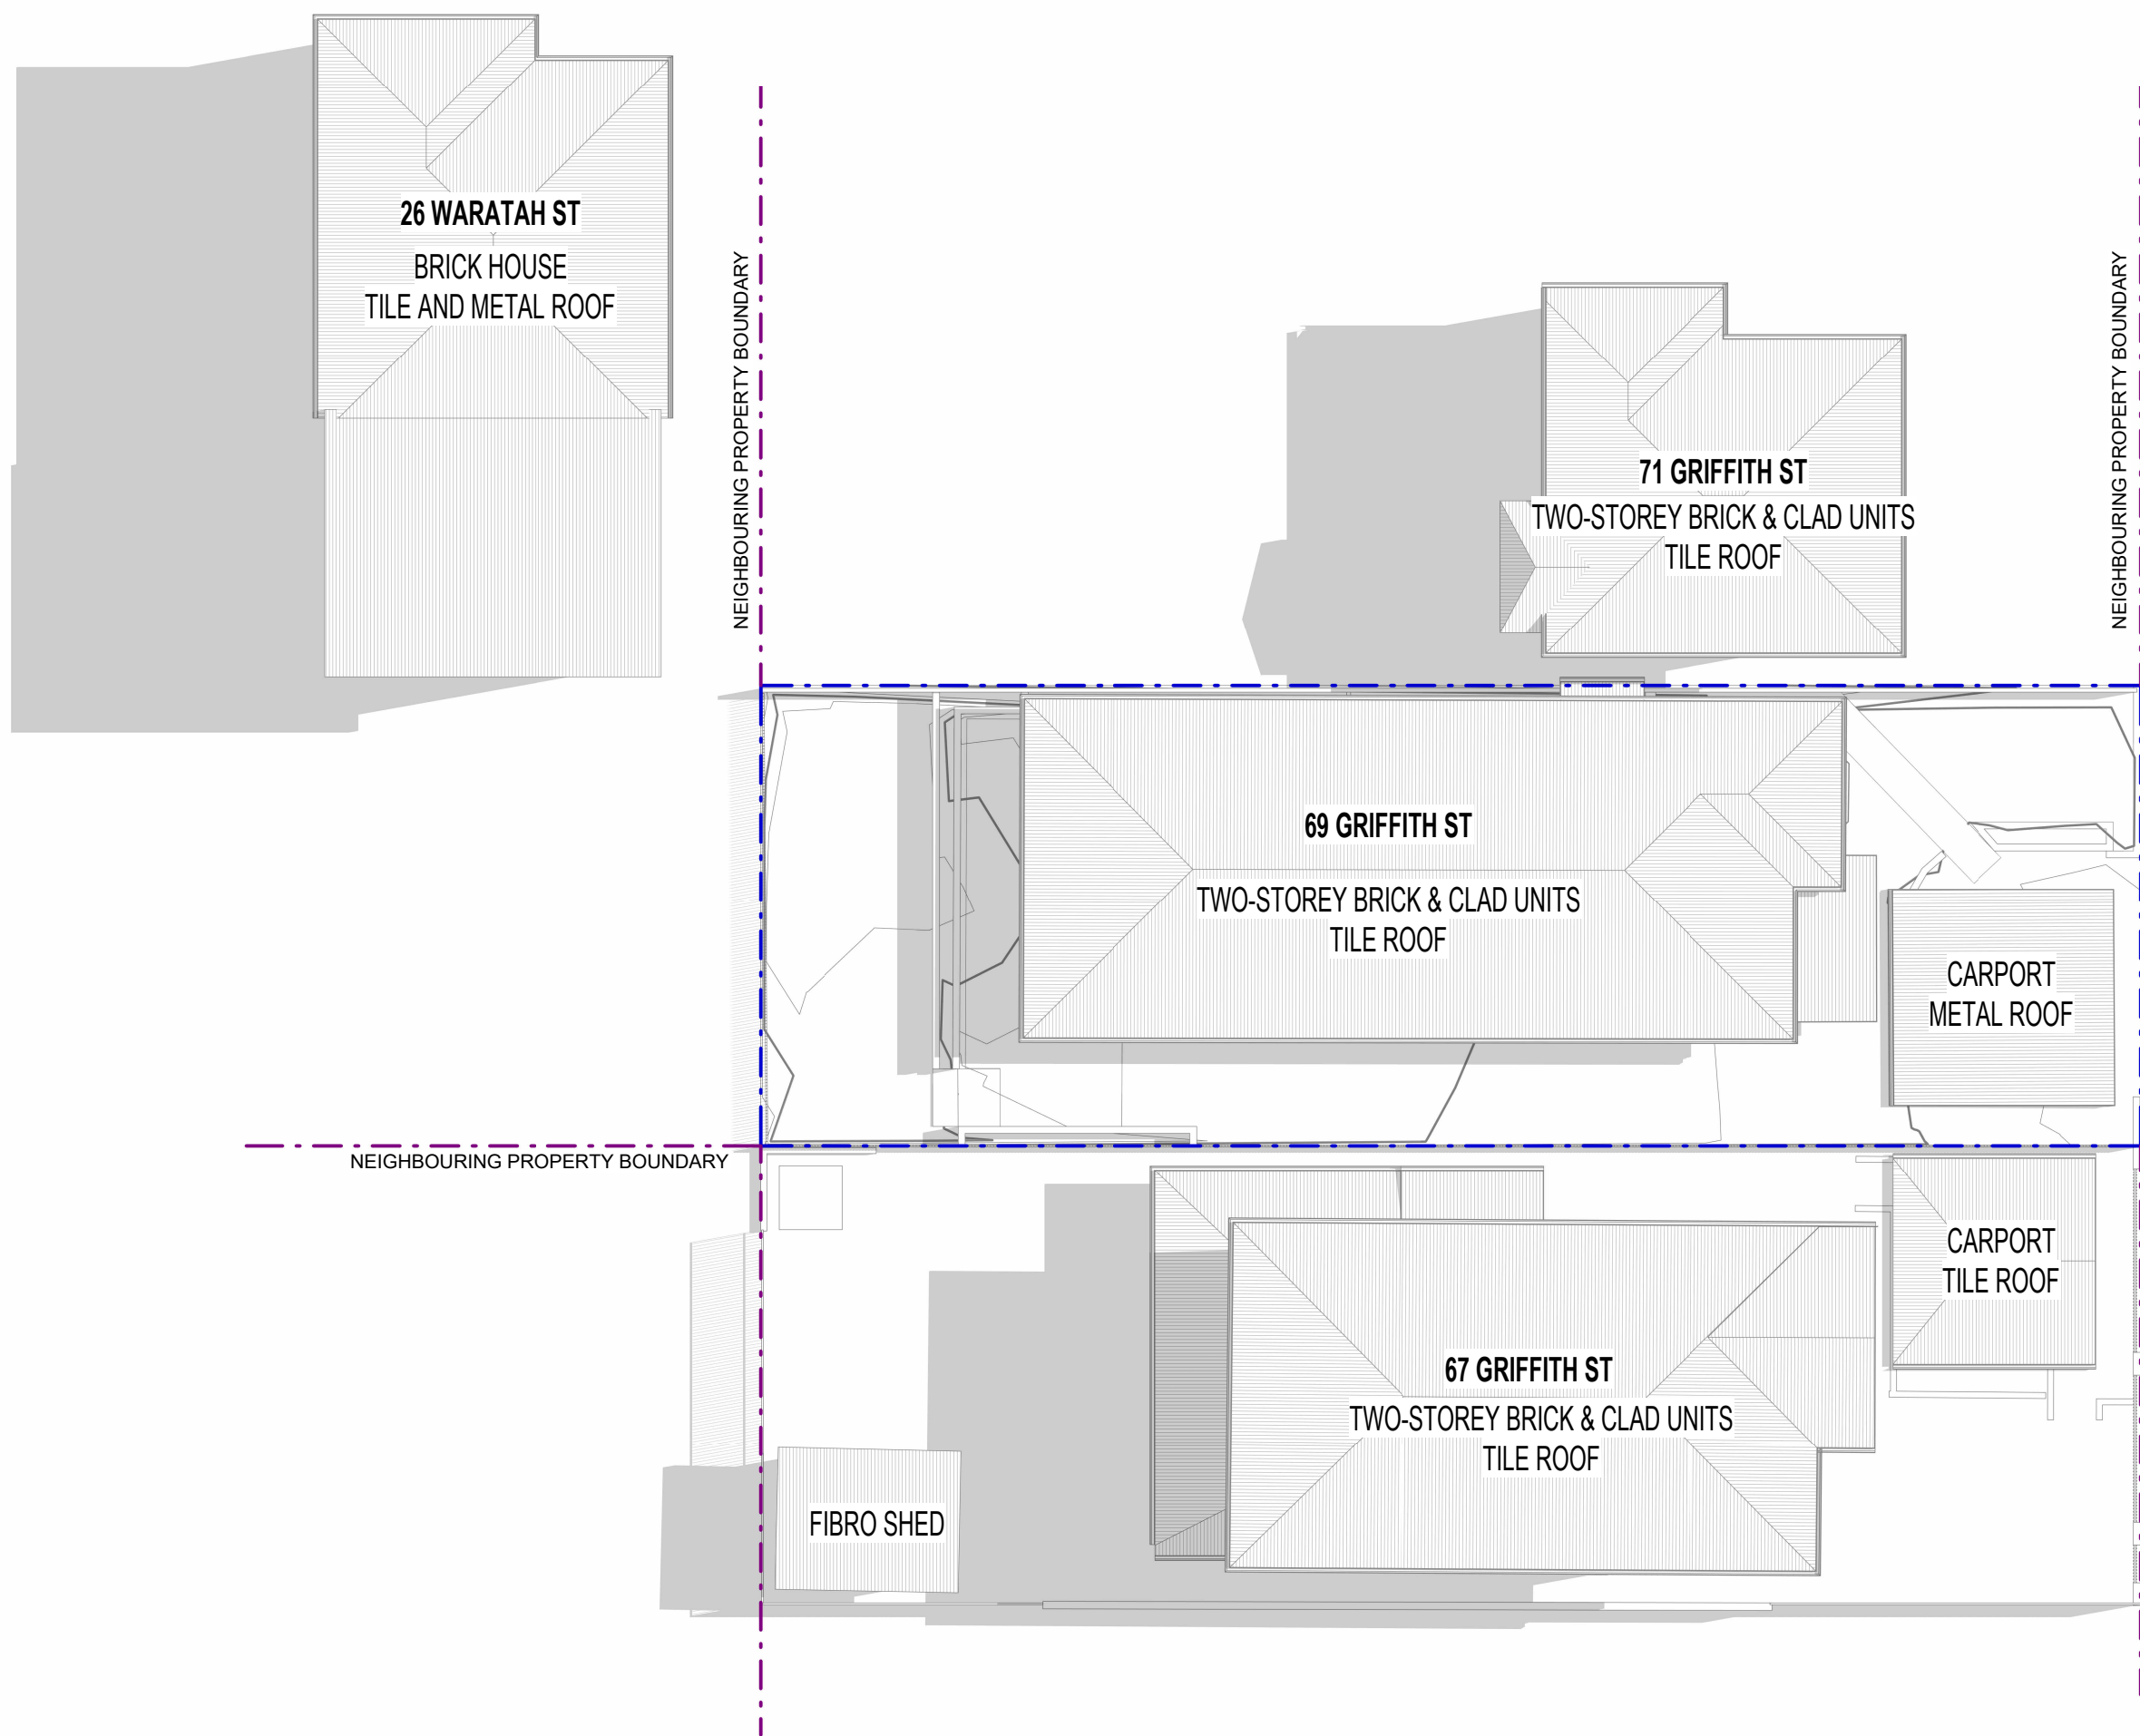 26 WARATAH ST
BRICK HOUSE
TILE AND METAL ROOF
NEIGHBOURING PROPERTY BOUNDARY
NEIGHBOURING PROPERTY BOUNDARY
71 GRIFFITH ST
TWO-STOREY BRICK & CLAD UNITS
TILE ROOF
69 GRIFFITH ST
TWO-STOREY BRICK & CLAD UNITS
TILE ROOF
CARPORT
METAL ROOF
NEIGHBOURING PROPERTY BOUNDARY
CARPORT
TILE ROOF
67 GRIFFITH ST
TWO-STOREY BRICK & CLAD UNITS
TILE ROOF
FIBRO SHED